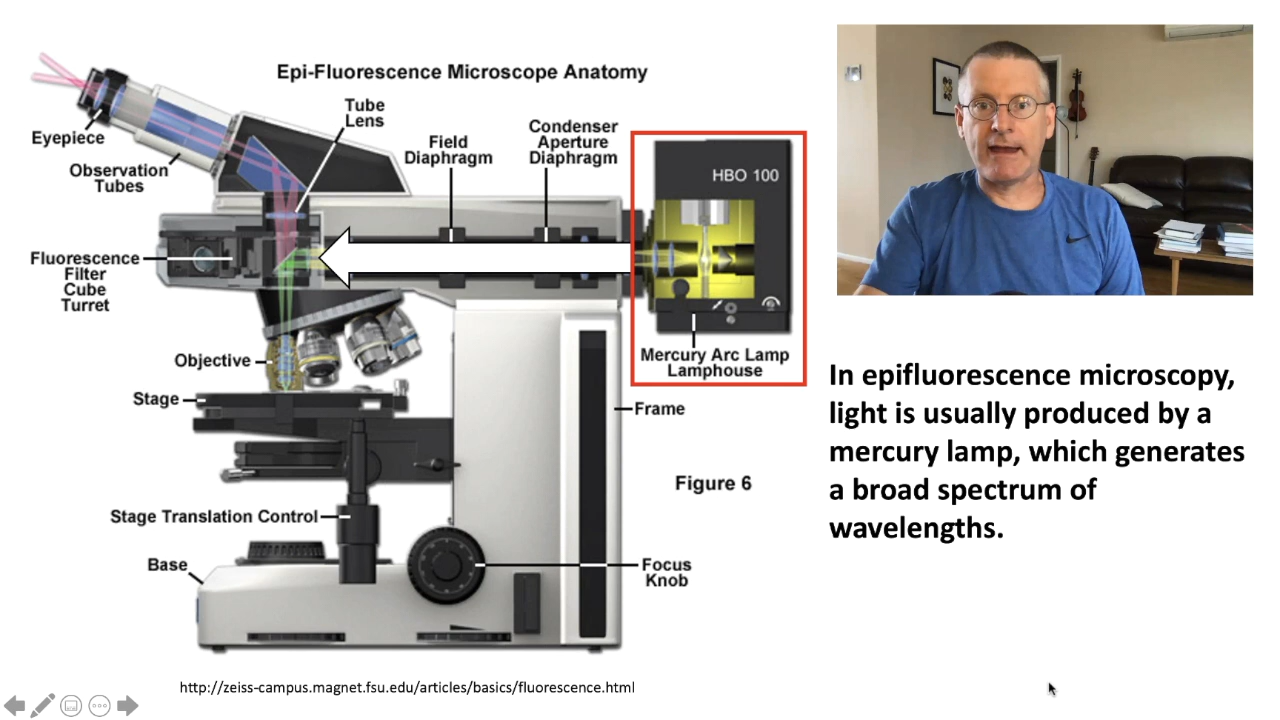 Epi-Fluorescence Microscope Anatomy
Eyepiece
Observation
Tubes
Tube
Lens
Field
Diaphragm
Condenser
Aperture
Diaphragm
HBO 100
Fluorescence
Filter
Cube
Turret
Objective
Mercury Arc Lamp
Lamphouse
Stage
Frame
Figure 6
Stage Translation Control
Base
Focus
Knob
In epifluorescence microscopy,
light is usually produced by a
mercury lamp, which generates
a broad spectrum of
wavelengths.
http://zeiss-campus.magnet.fsu.edu/articles/basics/fluorescence.html